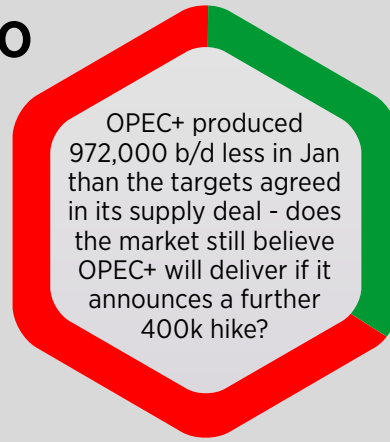 o
OPEC+ produced
972,000 b/d less in Jan
than the targets agreed
in its supply deal - does
the market still believe
OPEC+ will deliver if it
announces a further
400k hike?